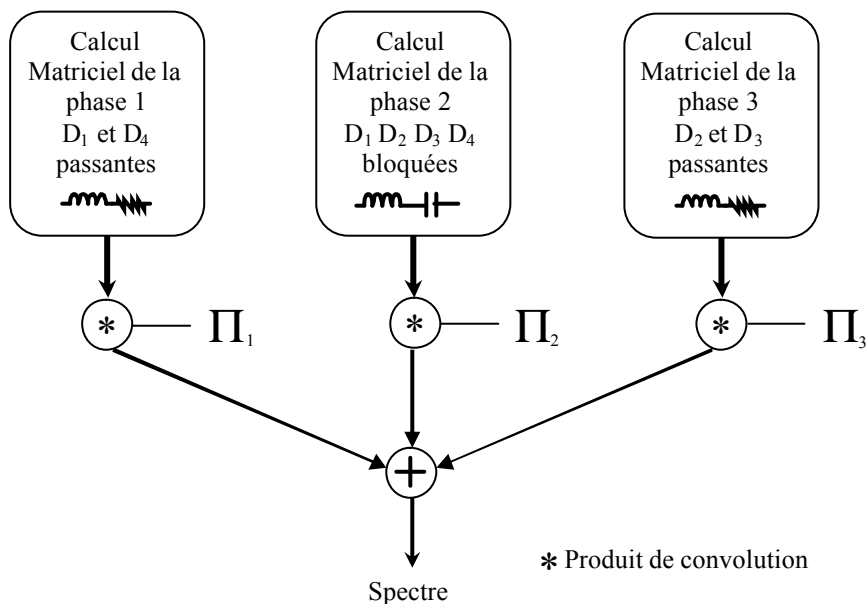 Calcul
Matriciel de la
phase 1
D₁ et D₄
passantes
Calcul
Matriciel de la
phase 2
D₁ D₂ D₃ D₄
bloquées
Calcul
Matriciel de la
phase 3
D₂ et D₃
passantes
* Π₁
* Π₂
* Π₃
+
* Produit de convolution
Spectre